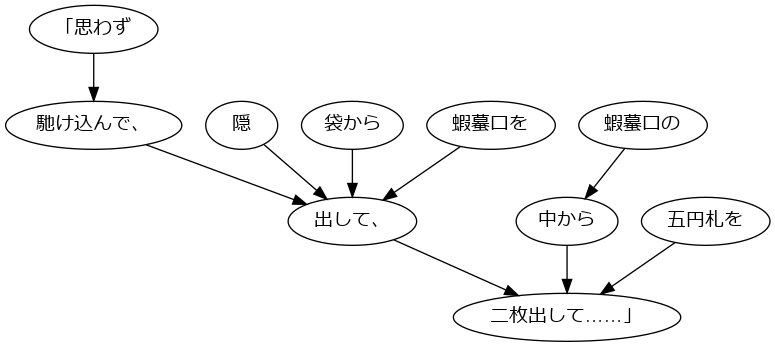 「思わず
馳け込んで、
隠
袋から
蝦蟇口を
蝦蟇口の
出して、
中から
五円札を
二枚出して……」